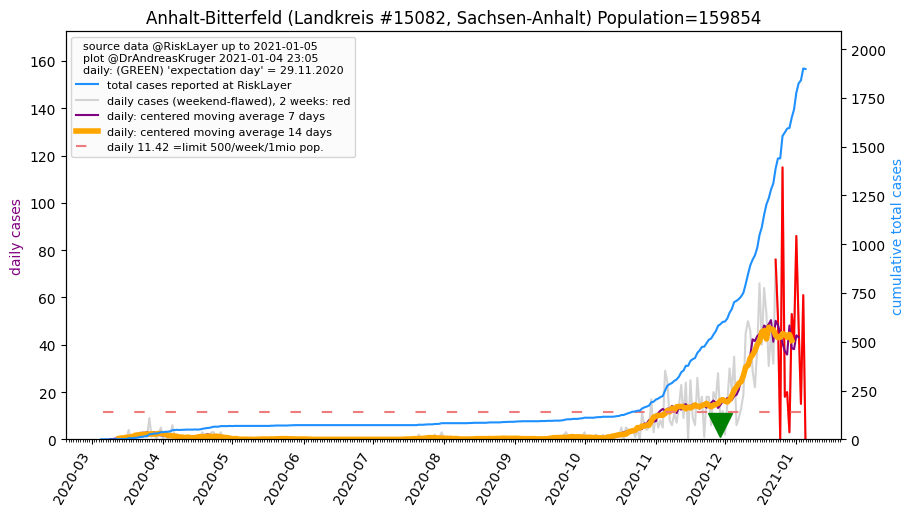 Anhalt-Bitterfeld (Landkreis #15082, Sachsen-Anhalt) Population=159854
source data @RiskLayer up to 2021-01-05
plot @DrAndreasKruger 2021-01-04 23:05
daily: (GREEN) 'expectation day' = 29.11.2020
total cases reported at RiskLayer
daily cases (weekend-flawed), 2 weeks: red
daily: centered moving average 7 days
daily: centered moving average 14 days
daily 11.42 =limit 500/week/1mio pop.
daily cases
160
140
120
100
80
60
40
20
0
2000
1750
1500
1250
1000
750
500
250
0
cumulative total cases
2020-03
2020-04
2020-05
2020-06
2020-07
2020-08
2020-09
2020-10
2020-11
2020-12
2021-01